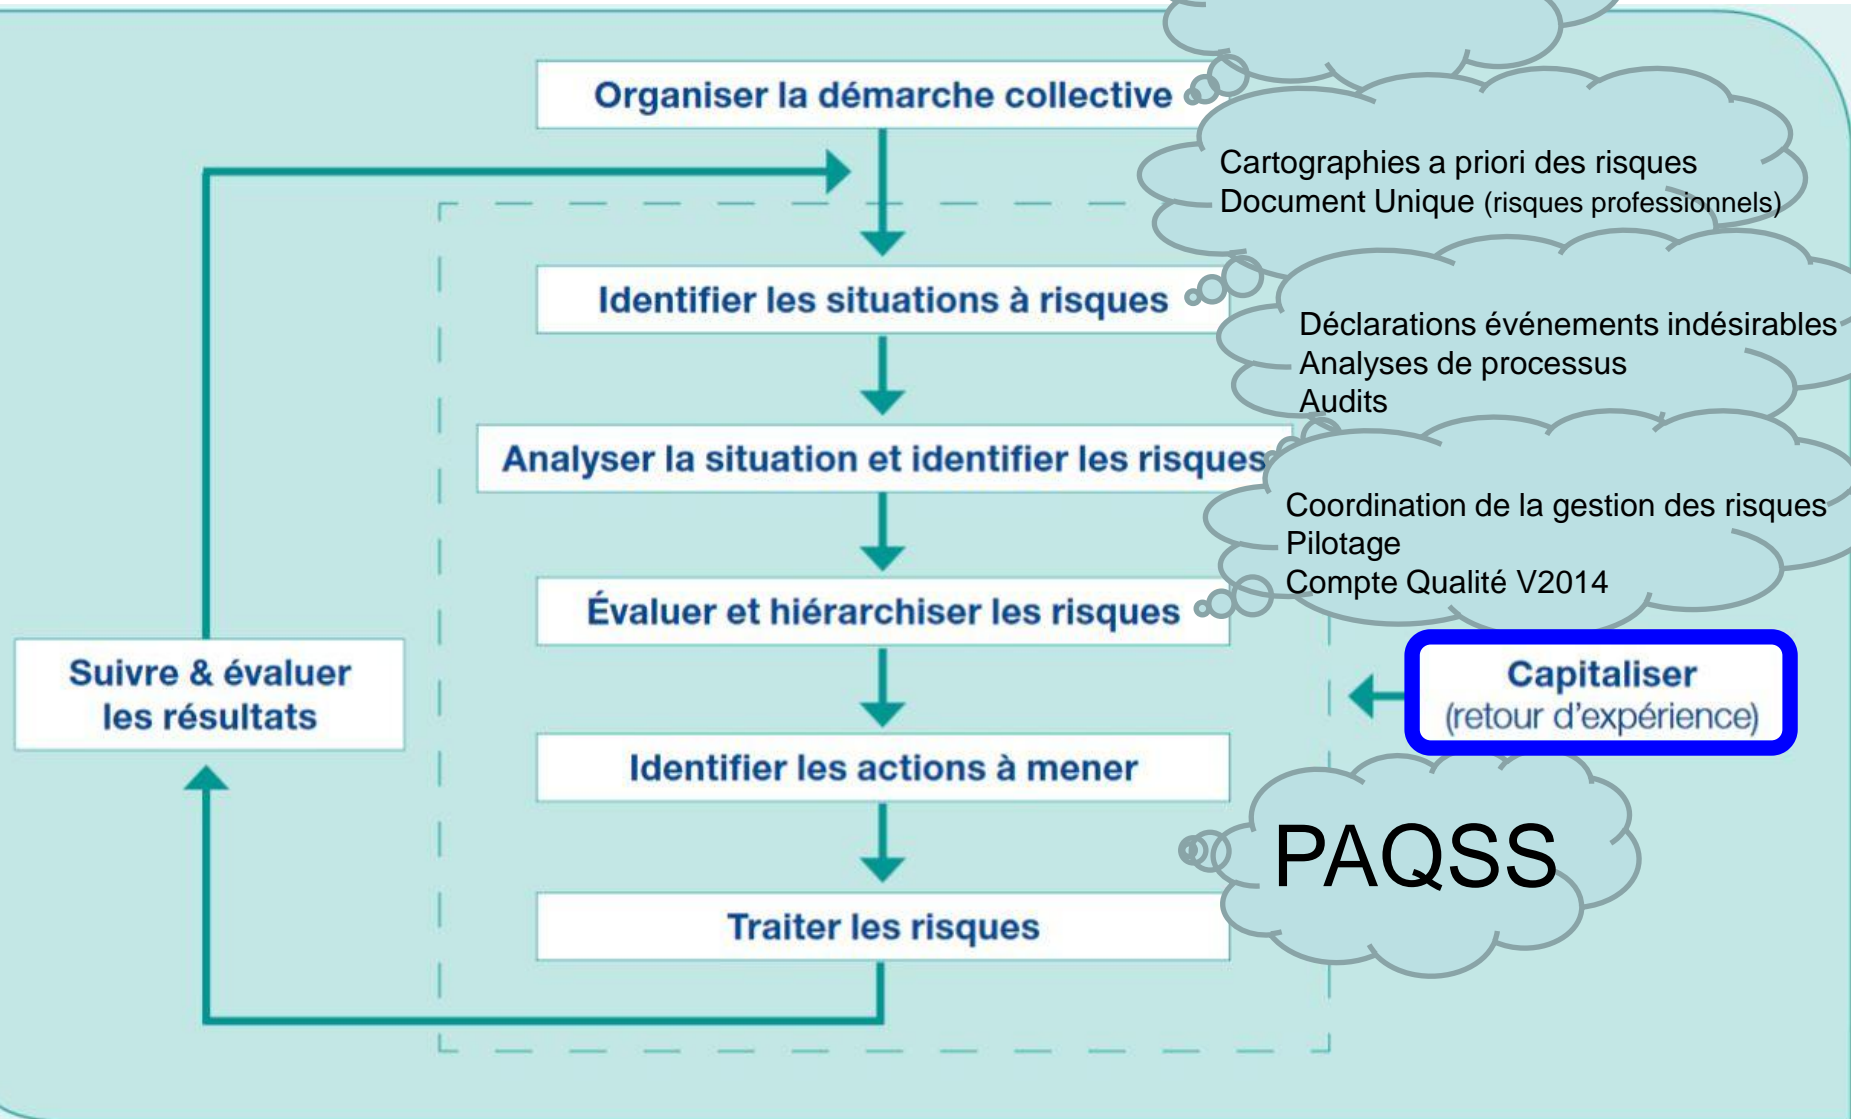 Organiser la démarche collective
Cartographies a priori des risques
Document Unique (risques professionnels)
Identifier les situations à risques
Déclarations événements indésirables
Analyses de processus
Audits
Analyser la situation et identifier les risques
Coordination de la gestion des risques
Pilotage
Compte Qualité V2014
Évaluer et hiérarchiser les risques
Suivre & évaluer
les résultats
Capitaliser
(retour d'expérience)
Identifier les actions à mener
PAQSS
Traiter les risques